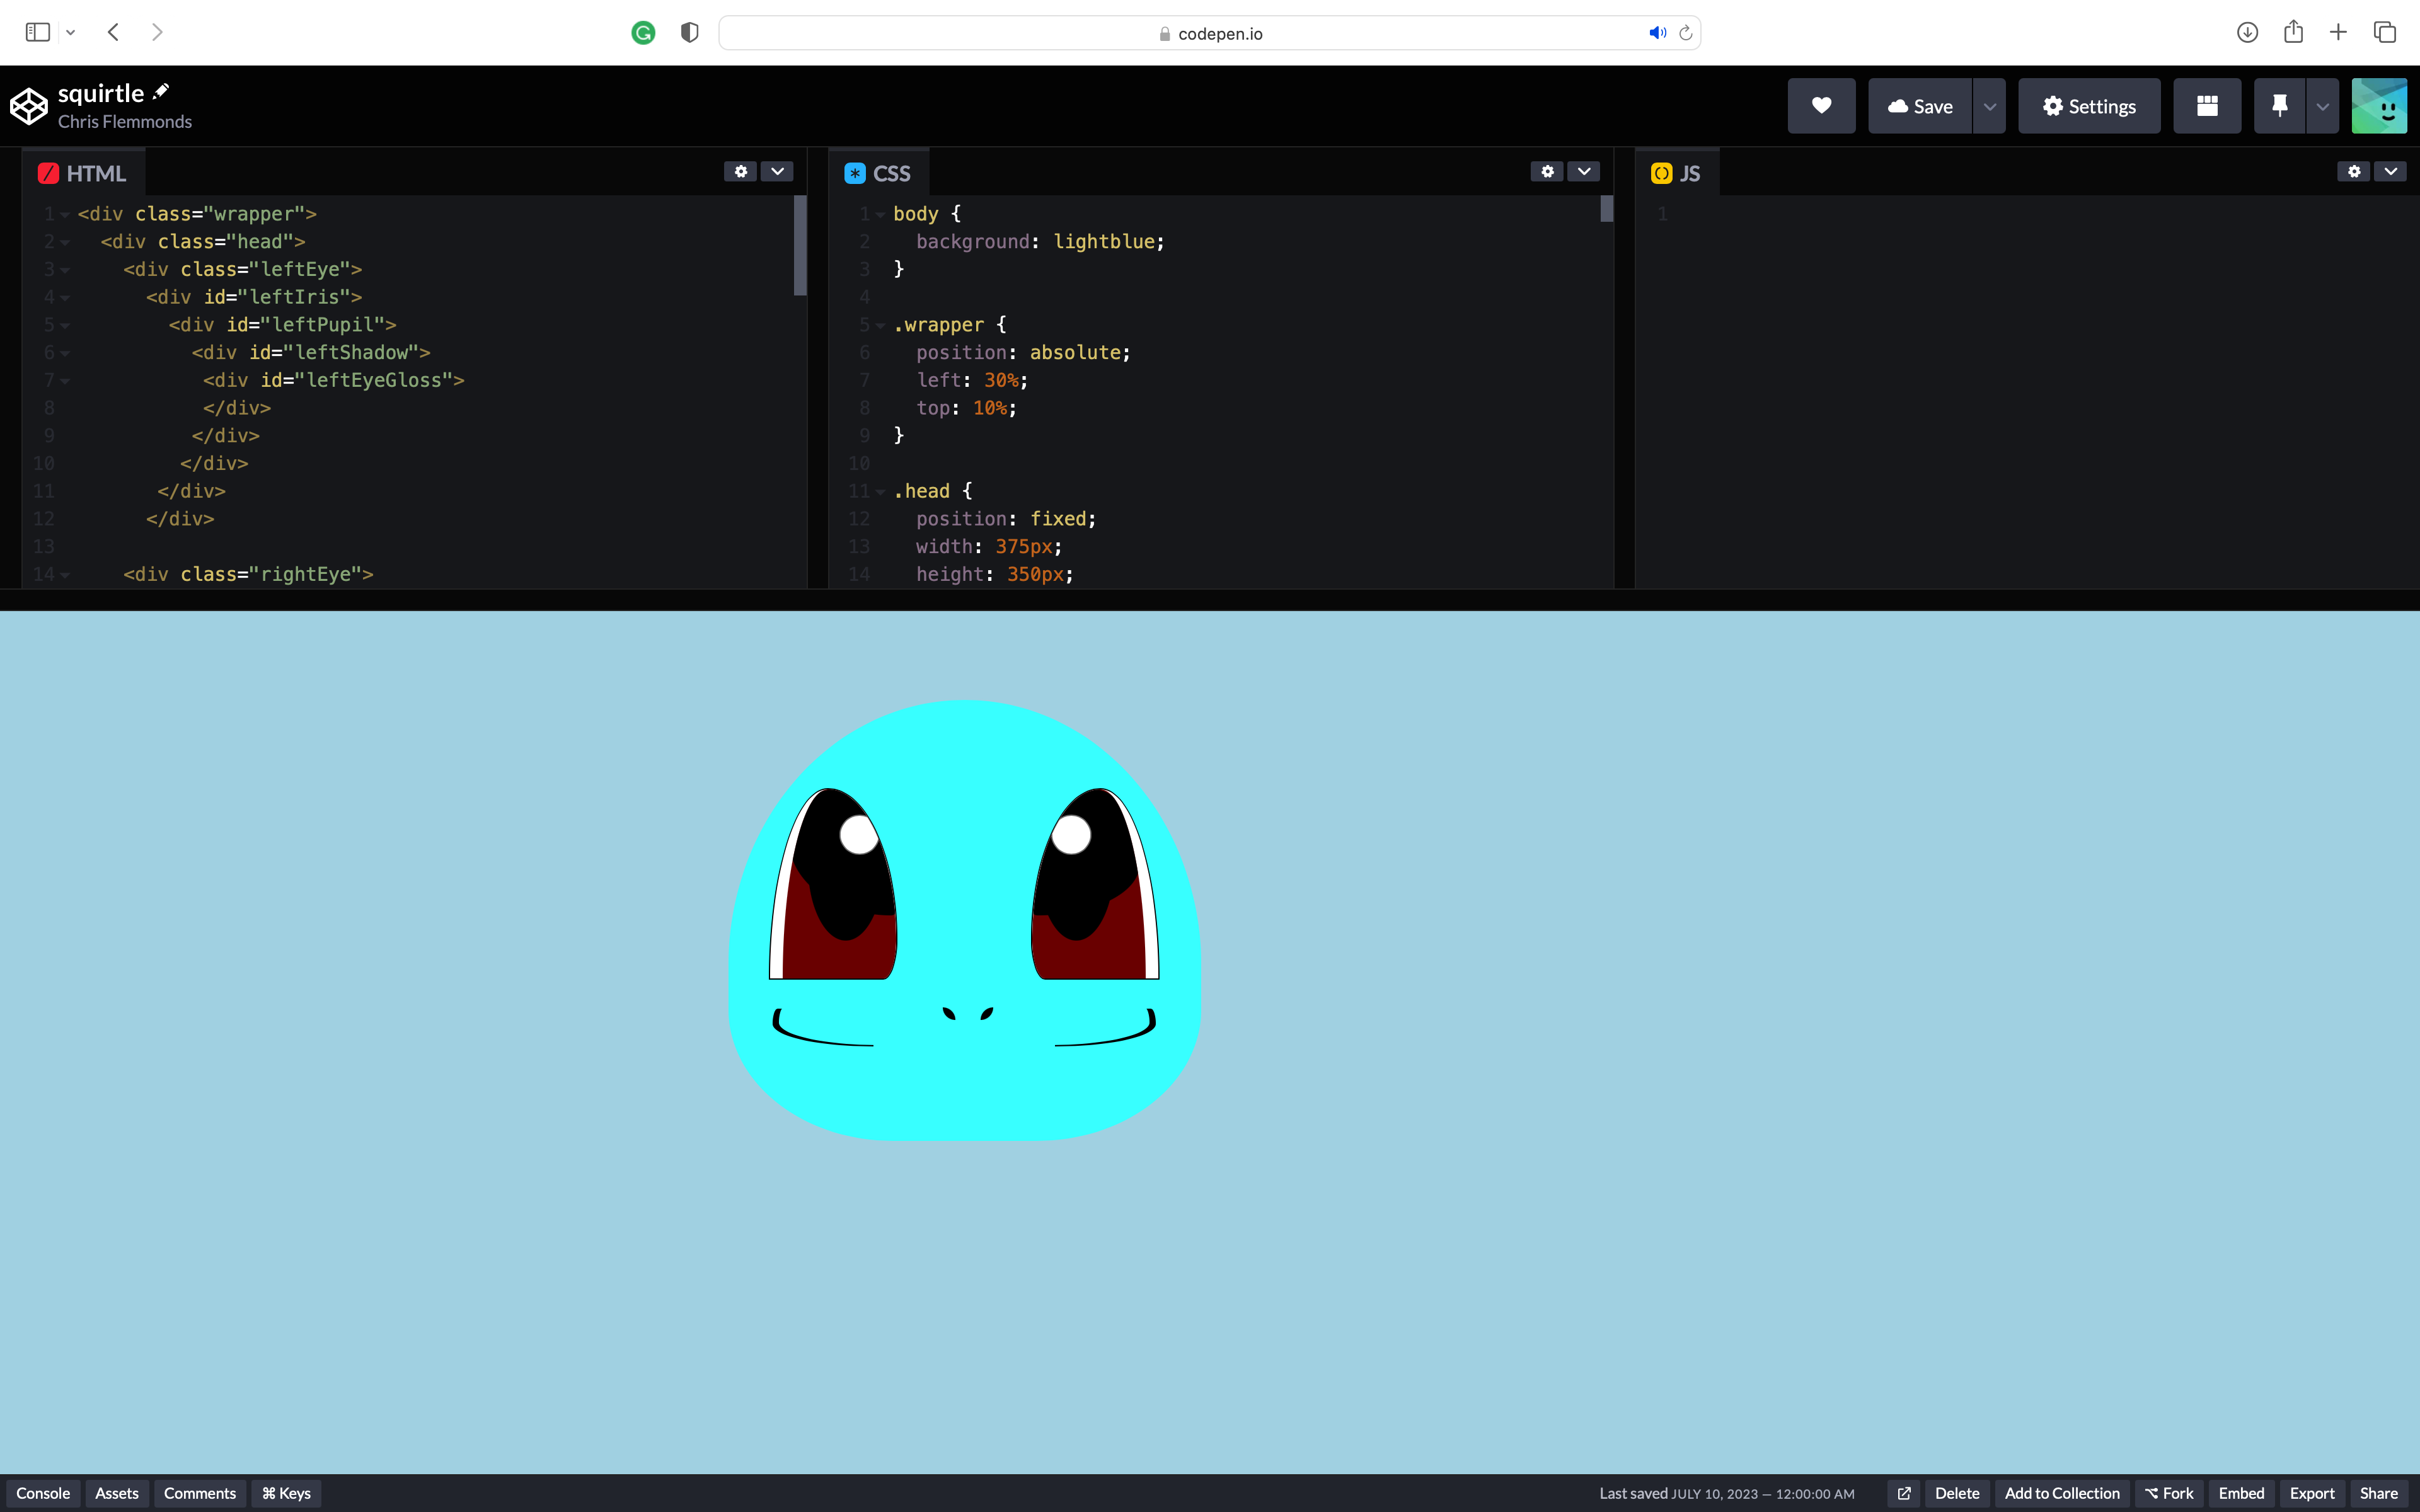 codepen.io
squirtle
Chris Flemmonds
Save
Settings
HTML
1 <div class="wrapper">
2 <div class="head">
3 <div class="leftEye">
4 <div id="leftIris">
5 <div id="leftPupil">
6 <div id="leftShadow">
7 <div id="leftEyeGloss">
8 </div>
9 </div>
10 </div>
11 </div>
12 </div>
13
14 <div class="rightEye">
CSS
1 body {
2 background: lightblue;
3 }
4
5 .wrapper {
6 position: absolute;
7 left: 30%;
8 top: 10%;
9 }
10
11 .head {
12 position: fixed;
13 width: 375px;
14 height: 350px;
JS
1
Console Assets Comments ⌘ Keys Last saved JULY 10, 2023 — 12:00:00 AM Delete Add to Collection Fork Embed Export Share